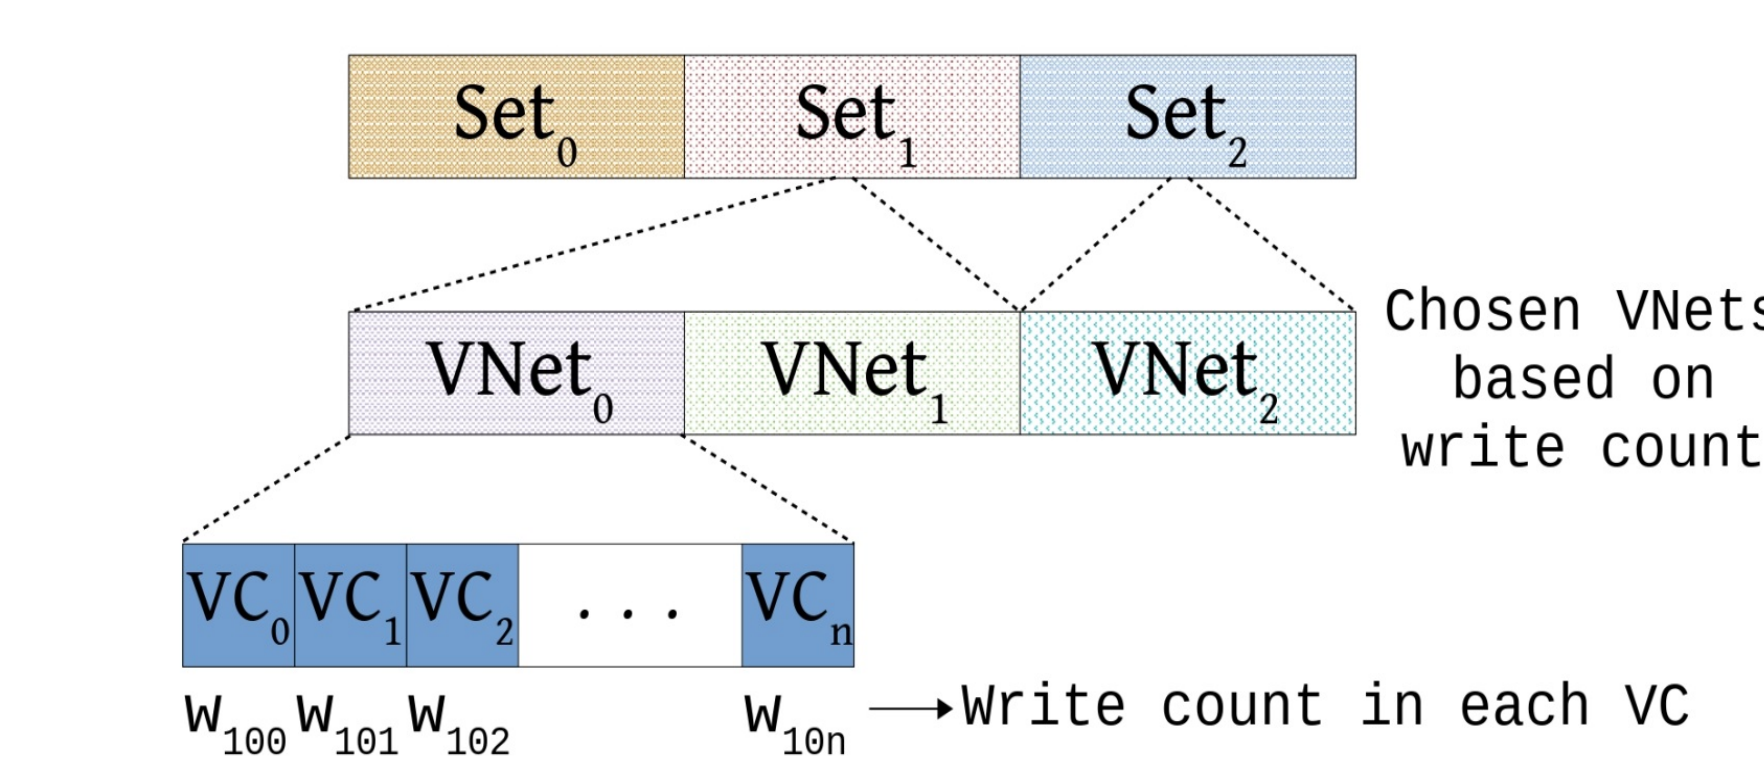 Set0 Set1 Set2
VNet0 VNet1 VNet2
Chosen VNets
based on
write count
VC0 VC1 VC2 ... VCn
W100 W101 W102 W10n
Write count in each VC